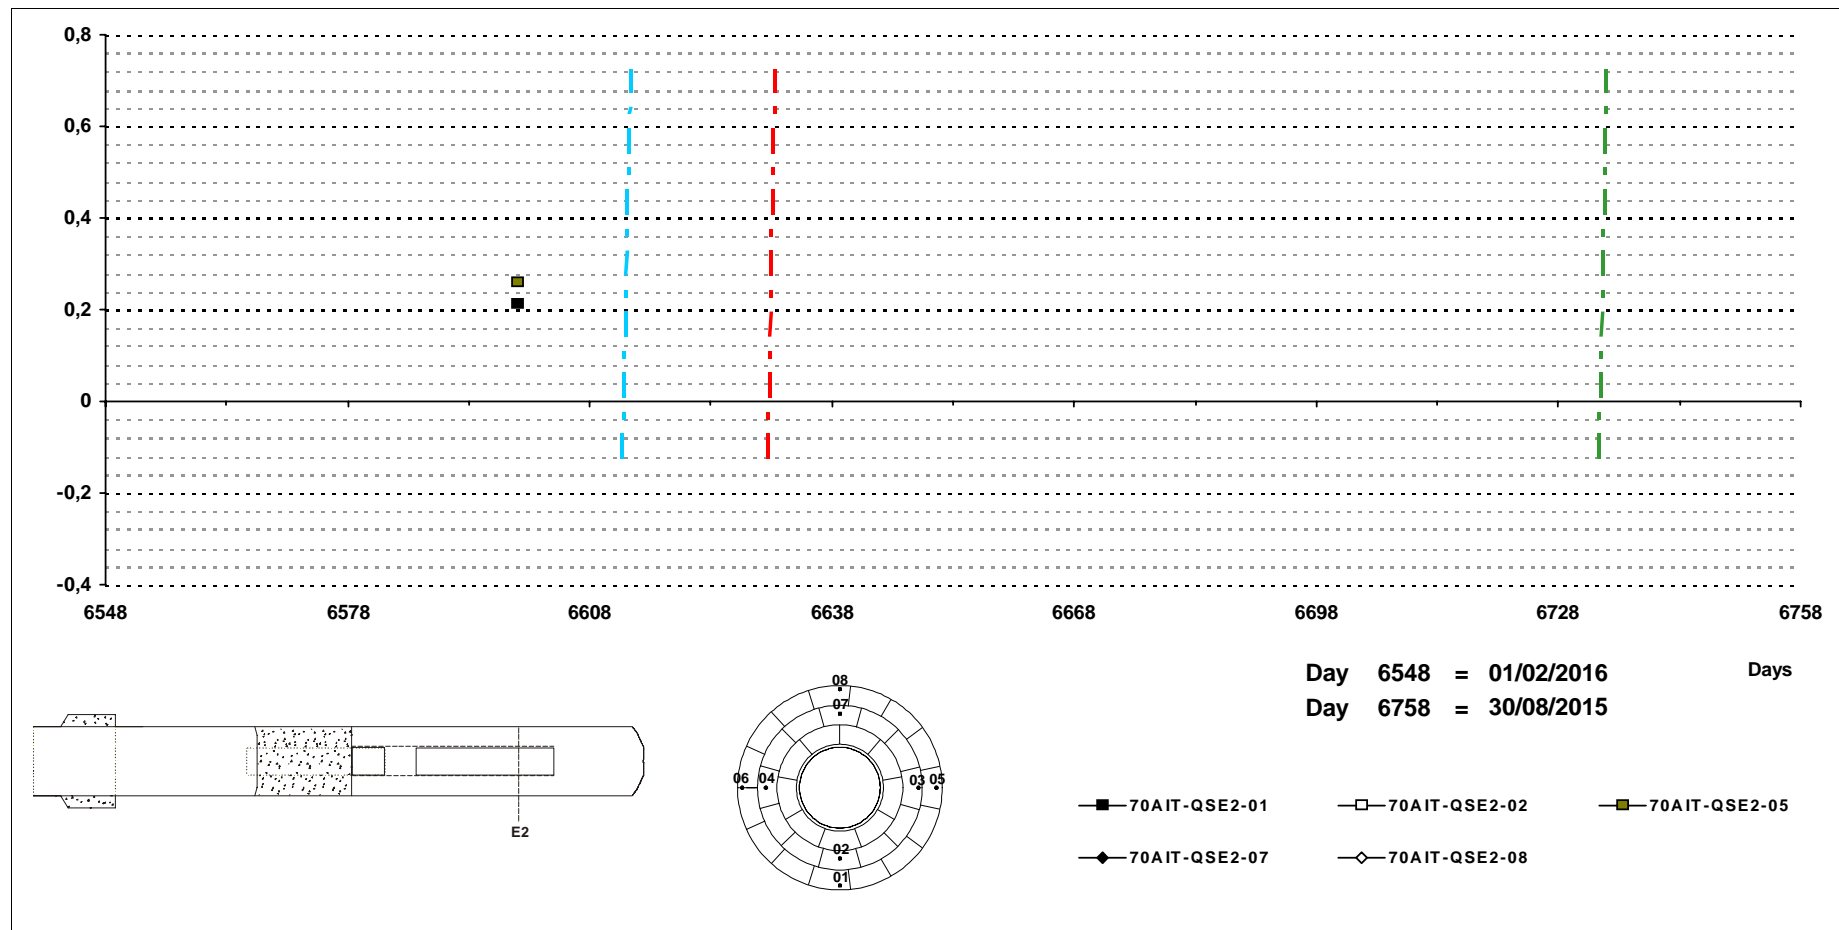 0,8
0,6
0,4
0,2
0
-0,2
-0,4
6548 6578 6608 6638 6668 6698 6728 6758
Days
Day 6548 = 01/02/2016
Day 6758 = 30/08/2015
E2
08
07
06 04 03 05
02
01
70AIT-QSE2-01 70AIT-QSE2-02 70AIT-QSE2-05
70AIT-QSE2-07 70AIT-QSE2-08